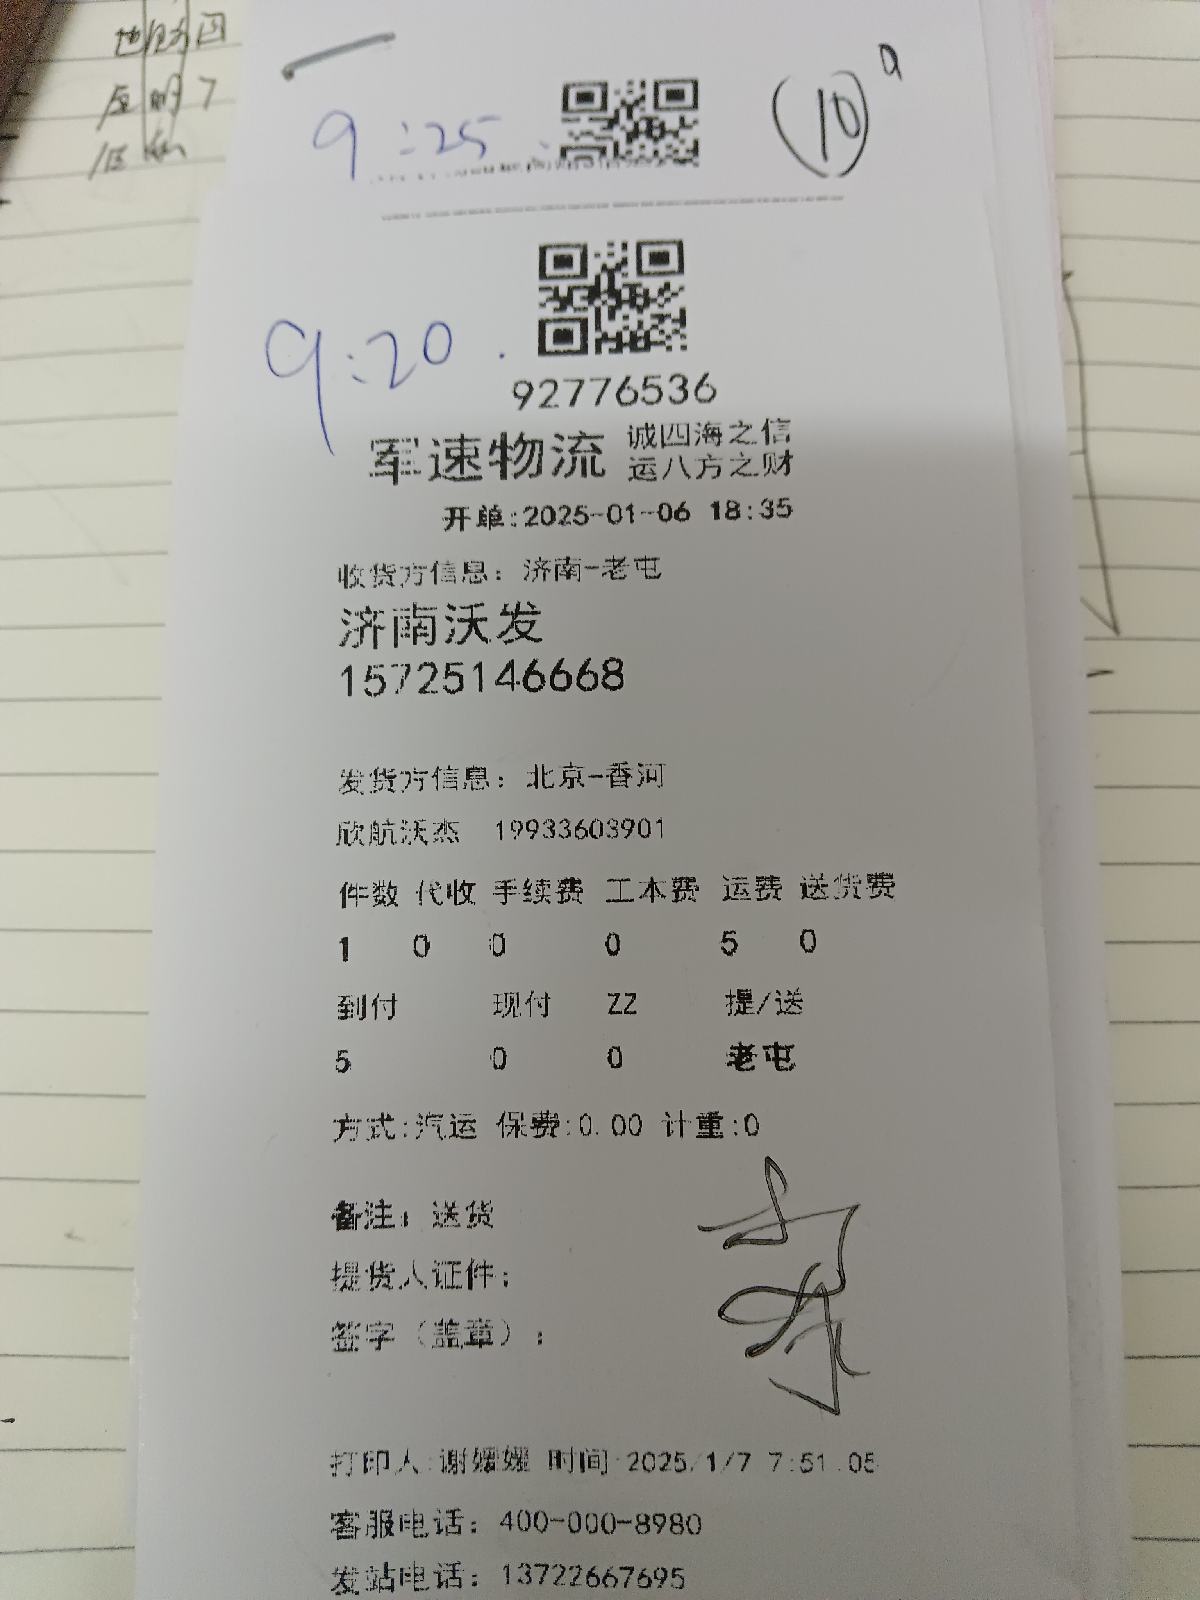 9:25.
10
9:20.
92776536
军速物流 诚四海之信
运八方之财
开单:2025-01-06 18:35
收货方信息: 济南-老屯
济南沃发
15725146668
发货方信息: 北京-香河
欣航沃杰 19933603901
件数 代收 手续费 工本费 运费 送货费
1 0 0 0 5 0
到付 现付 ZZ 提/送
5 0 0 老屯
方式:汽运 保费:0.00 计重:0
备注: 送货
提货人证件:
签字（盖章）:
打印人:谢媛媛 时间:2025/1/7 7:51:05
客服电话: 400-000-8980
发站电话: 13722667695